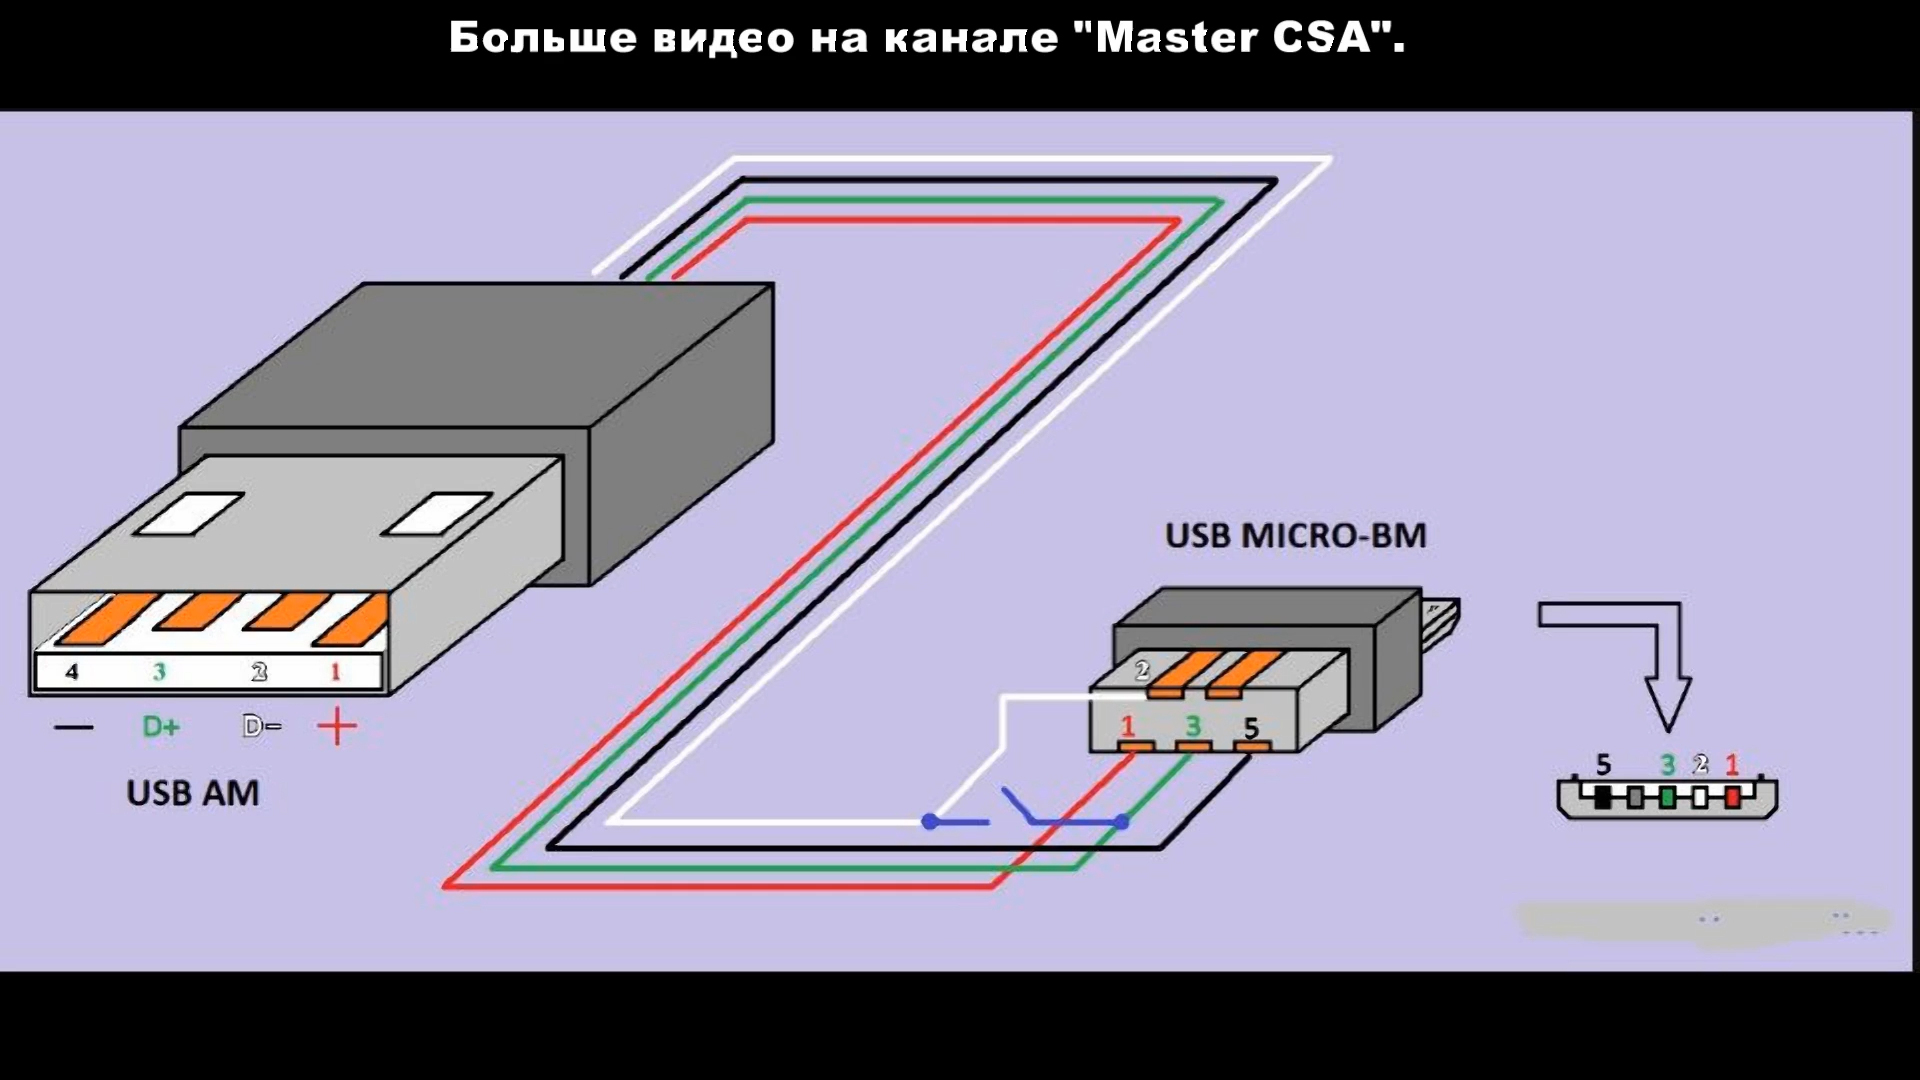 Больше видео на канале "Master CSA".
USB MICRO-BM
2
1 3 5
4 3 2 1
— D+ D− +
USB AM
5 3 2 1